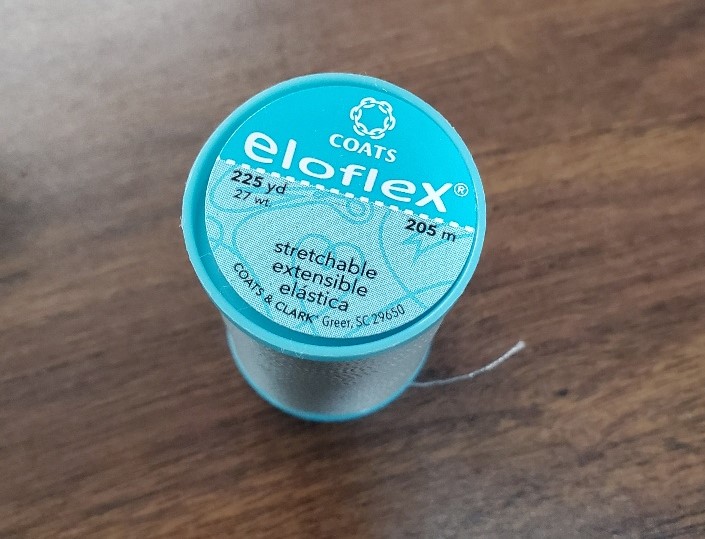 COATS
eloflex®
225 yd
27 wt.
205 m
stretchable
extensible
elástica
COATS & CLARK® Greer, SC 29650